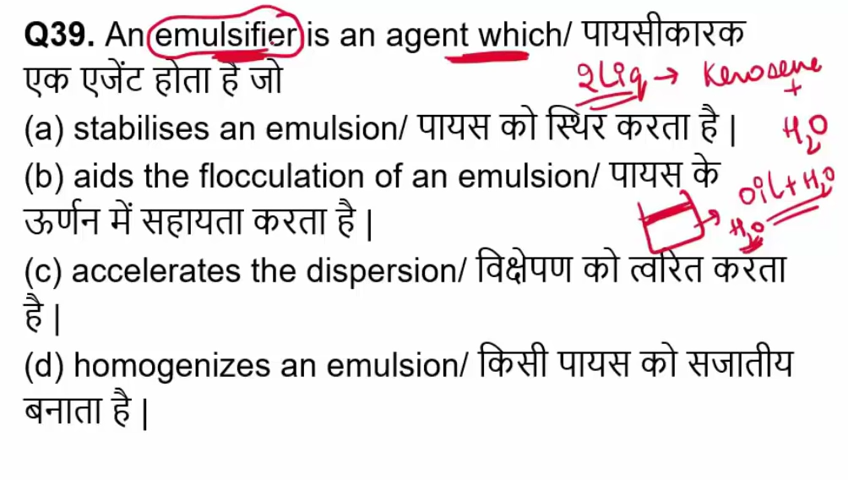 Q39. An emulsifier is an agent which/ पायसीकारक
एक एजेंट होता है जो
2Liq → Kerosene
+
H2O
(a) stabilises an emulsion/ पायस को स्थिर करता है |
(b) aids the flocculation of an emulsion/ पायस के
ऊर्णन में सहायता करता है |
oil + H2O
H2O
(c) accelerates the dispersion/ विक्षेपण को त्वरित करता
है |
(d) homogenizes an emulsion/ किसी पायस को सजातीय
बनाता है |